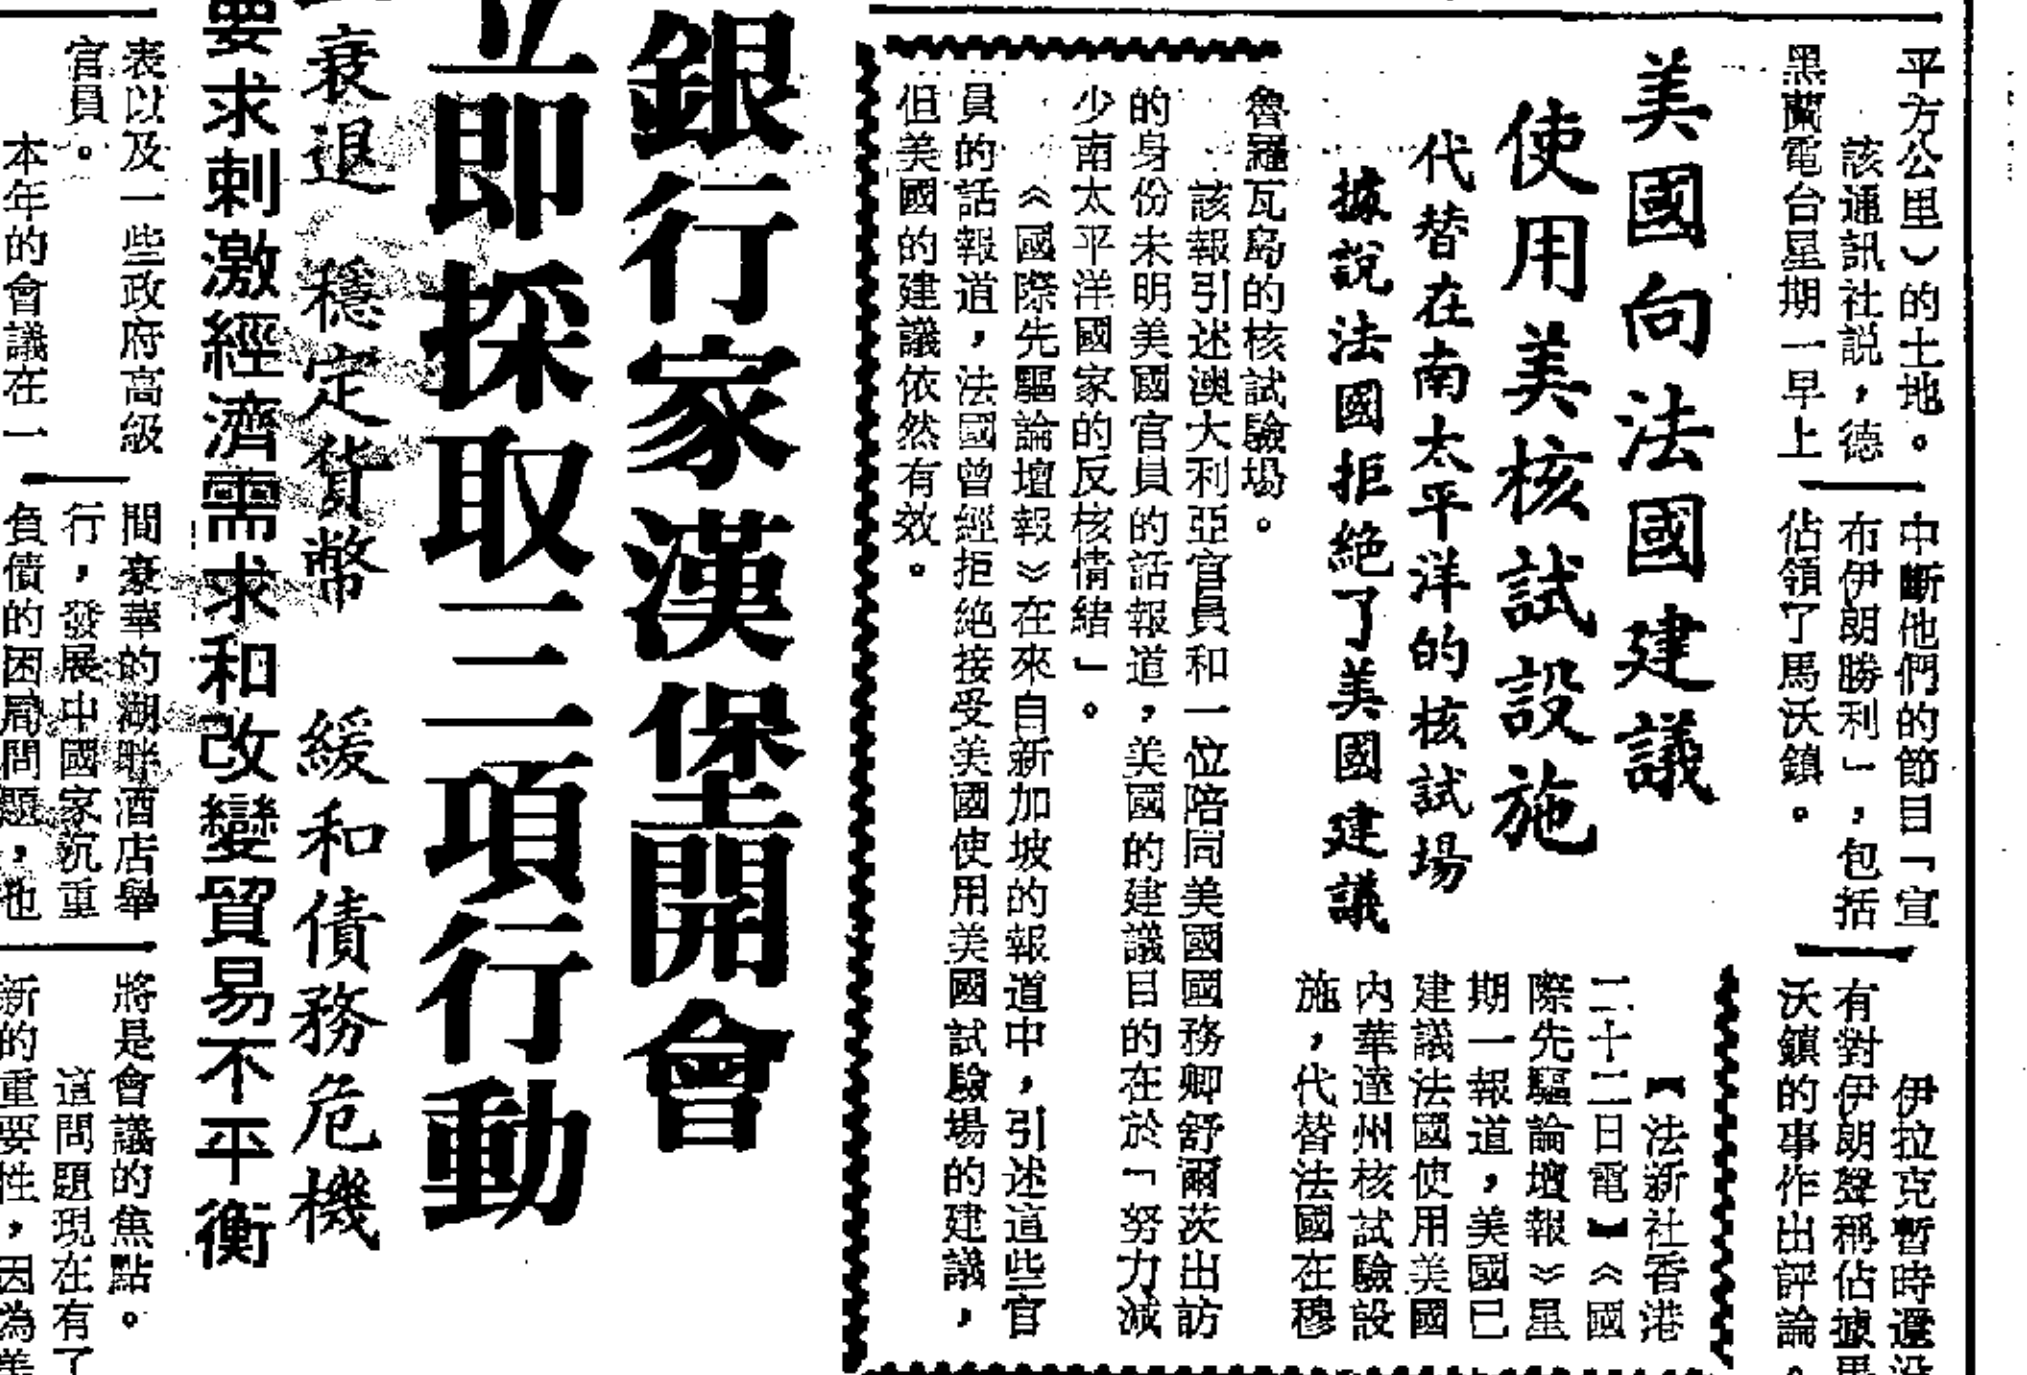 平方公里）的土地。
該通訊社説，德
黑蘭電台星期一早上
中斷他們的節目「宣
布伊朗勝利」，包括
佔領了馬沃鎮。
伊拉克暫時還没
有對伊朗聲稱佔據馬
沃鎮的事作出評論。
美國向法國建議
使用美核試設施
代替在南太平洋的核試場
據説法國拒絶了美國建議
【法新社香港
二十二日電】《國
際先驅論壇報》星
期一報道，美國已
建議法國使用美國
内華達州核試驗設
施，代替法國在穆
魯羅瓦島的核試驗場。
該報引述澳大利亞官員和一位陪同美國國務卿舒爾茨出訪
的身份未明美國官員的話報道，美國的建議目的在於「努力減
少南太平洋國家的反核情緒」。
《國際先驅論壇報》在來自新加坡的報道中，引述這些官
員的話報道，法國曾經拒絶接受美國使用美國試驗場的建議，
但美國的建議依然有效。
銀行家漢堡開會
立即採取三項行動
衰退 穩定貨幣 緩和債務危機
要求刺激經濟需求和改變貿易不平衡
表以及一些政府高級
官員。
本年的會議在一
間豪華的湖畔酒店舉
行，發展中國家沉重
負債的困局問題，也
將是會議的焦點。
這問題現在有了
新的重要性，因為美